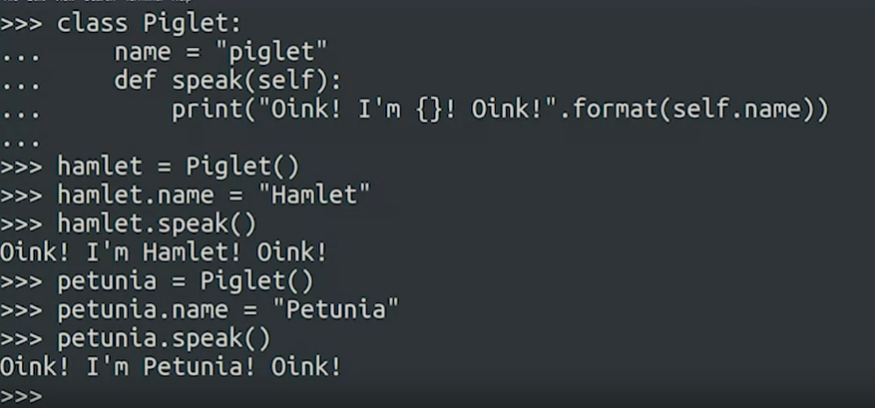 >>> class Piglet:
...     name = "piglet"
...     def speak(self):
...         print("Oink! I'm {}! Oink!".format(self.name))
...
>>> hamlet = Piglet()
>>> hamlet.name = "Hamlet"
>>> hamlet.speak()
Oink! I'm Hamlet! Oink!
>>> petunia = Piglet()
>>> petunia.name = "Petunia"
>>> petunia.speak()
Oink! I'm Petunia! Oink!
>>>